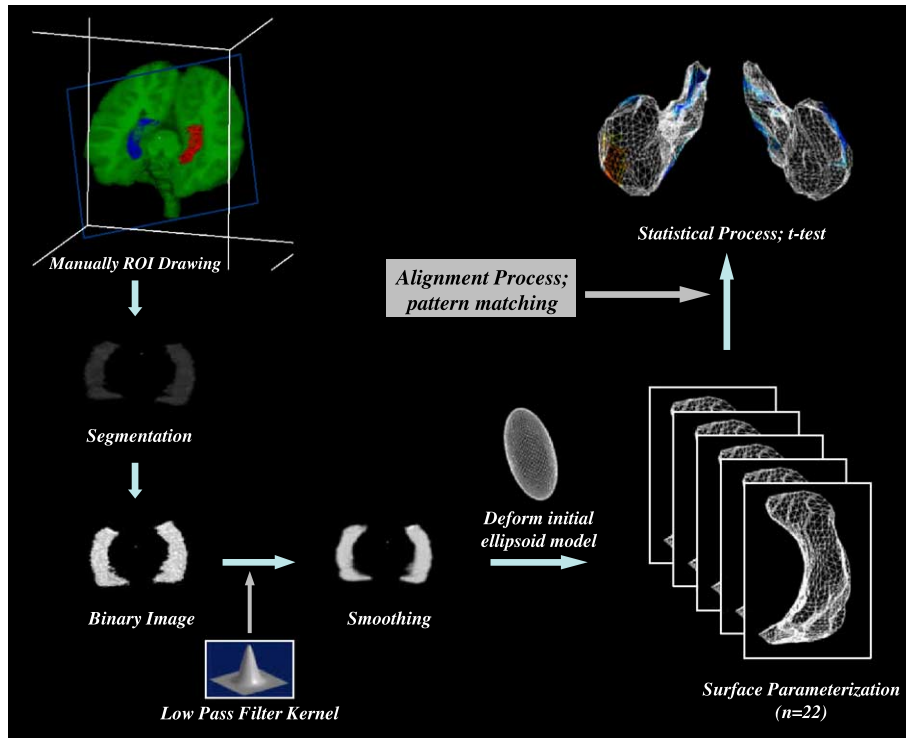 Manually ROI Drawing
Segmentation
Binary Image
Low Pass Filter Kernel
Smoothing
Deform initial
ellipsoid model
Surface Parameterization
(n=22)
Alignment Process;
pattern matching
Statistical Process; t-test